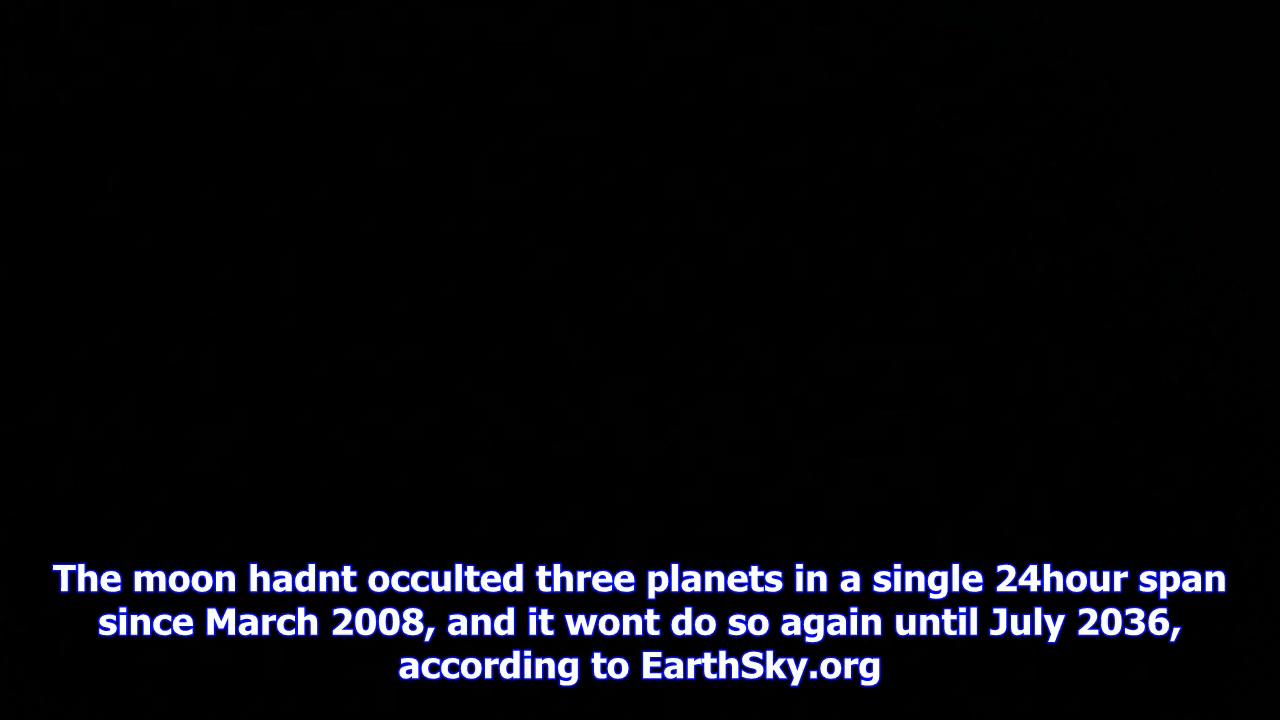 The moon hadnt occulted three planets in a single 24hour span
since March 2008, and it wont do so again until July 2036,
according to EarthSky.org